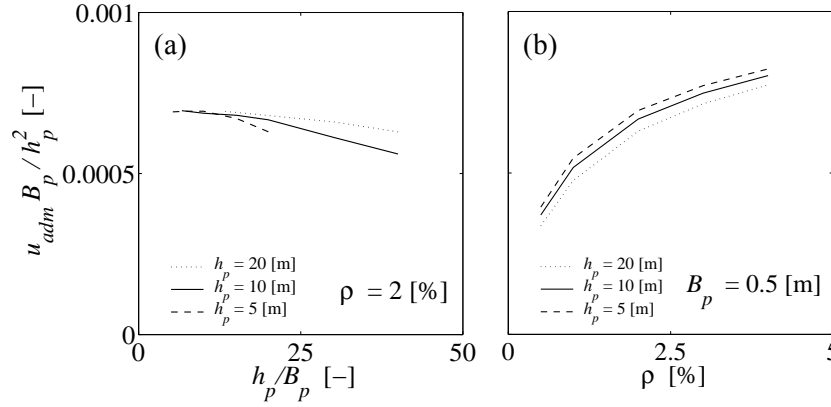 0.001
(a)
(b)
0.0005
0
u_adm B_p / h_p^2 [–]
h_p = 20 [m]
h_p = 10 [m]
h_p = 5 [m]
ρ = 2 [%]
h_p = 20 [m]
h_p = 10 [m]
h_p = 5 [m]
B_p = 0.5 [m]
0 25 50
0 2.5 5
h_p/B_p [–]
ρ [%]